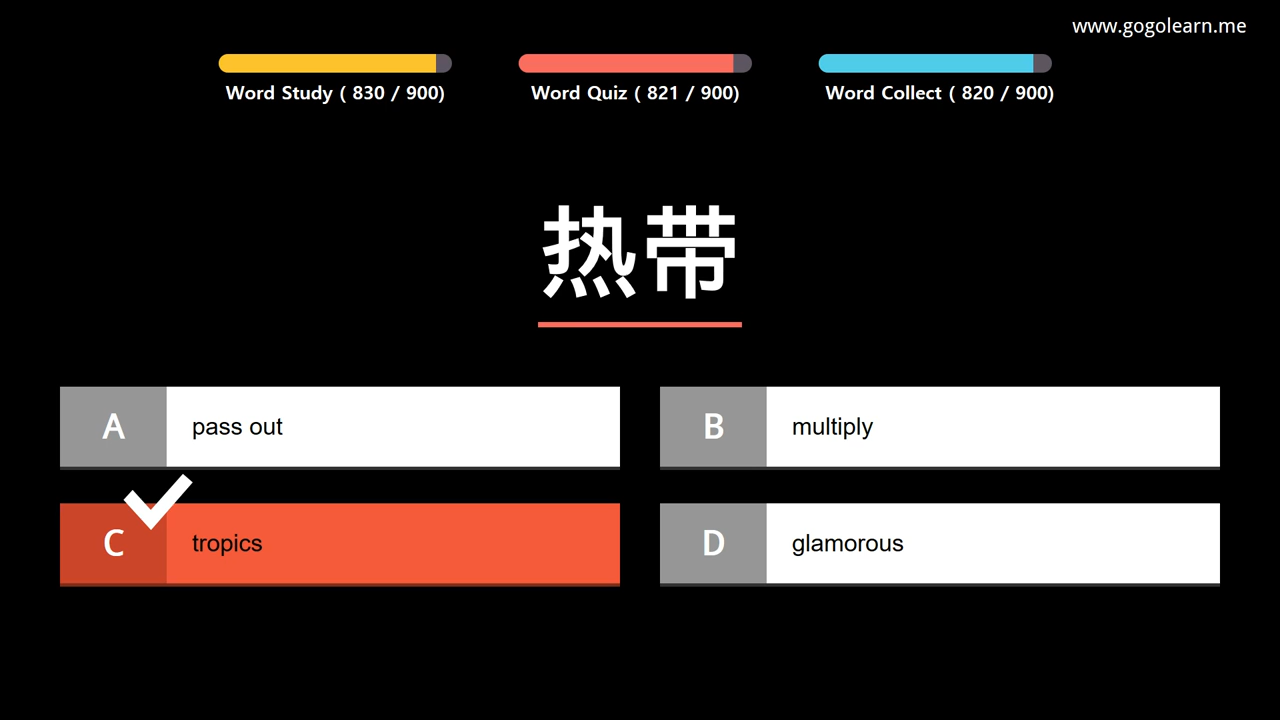 www.gogolearn.me
Word Study ( 830 / 900)
Word Quiz ( 821 / 900)
Word Collect ( 820 / 900)
热带
A pass out
B multiply
C tropics
D glamorous